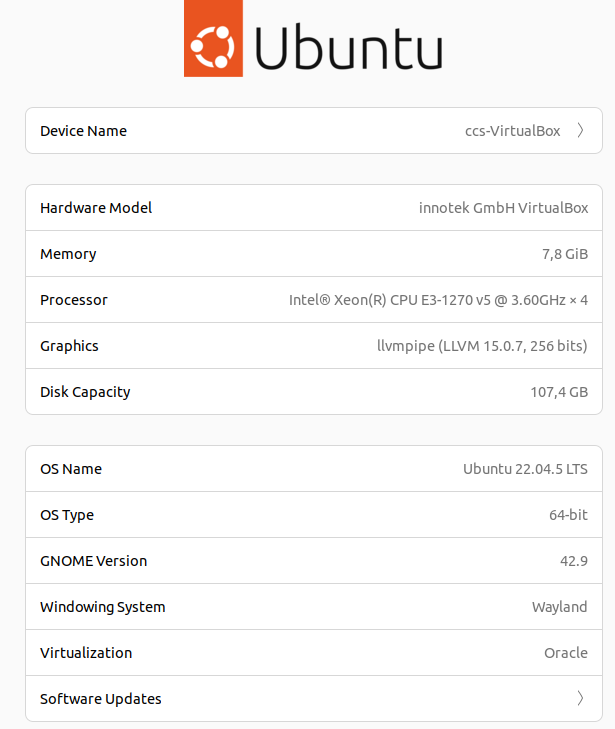 Ubuntu
Device Name ccs-VirtualBox
Hardware Model innotek GmbH VirtualBox
Memory 7,8 GiB
Processor Intel® Xeon(R) CPU E3-1270 v5 @ 3.60GHz × 4
Graphics llvmpipe (LLVM 15.0.7, 256 bits)
Disk Capacity 107,4 GB
OS Name Ubuntu 22.04.5 LTS
OS Type 64-bit
GNOME Version 42.9
Windowing System Wayland
Virtualization Oracle
Software Updates